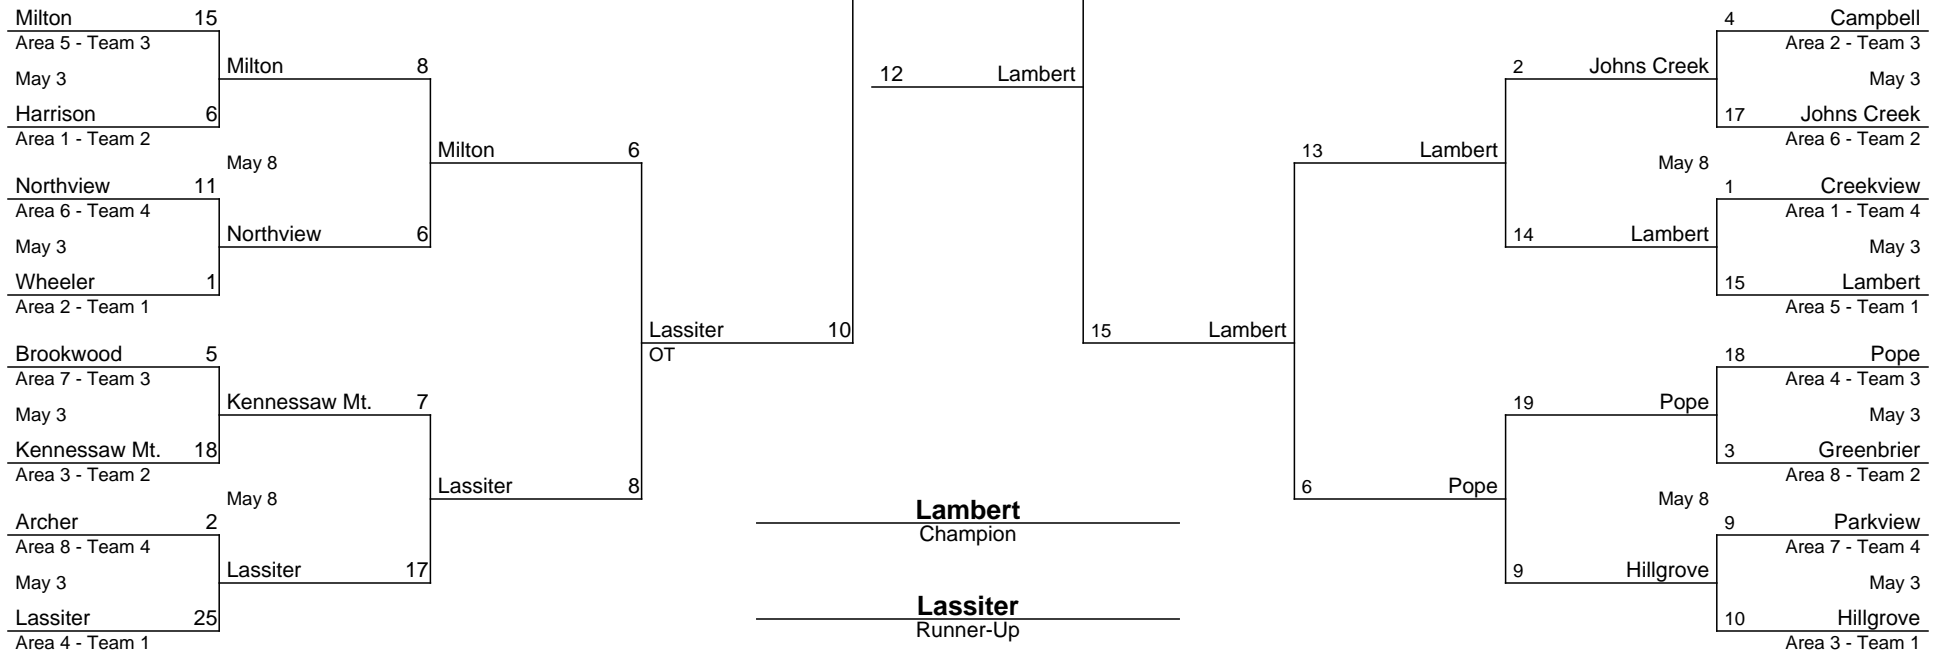 Milton 15
Area 5 - Team 3
May 3
Harrison 6
Area 1 - Team 2
Northview 11
Area 6 - Team 4
May 3
Wheeler 1
Area 2 - Team 1
Brookwood 5
Area 7 - Team 3
May 3
Kennessaw Mt. 18
Area 3 - Team 2
Archer 2
Area 8 - Team 4
May 3
Lassiter 25
Area 4 - Team 1
Milton 8
May 8
Northview 6
Kennessaw Mt. 7
May 8
Lassiter 17
Milton 6
Lassiter 8
Lassiter 10
OT
12 Lambert
Lambert
Champion
Lassiter
Runner-Up
15 Lambert
13 Lambert
6 Pope
2 Johns Creek
May 8
14 Lambert
19 Pope
May 8
9 Hillgrove
4 Campbell
Area 2 - Team 3
May 3
17 Johns Creek
Area 6 - Team 2
1 Creekview
Area 1 - Team 4
May 3
15 Lambert
Area 5 - Team 1
18 Pope
Area 4 - Team 3
May 3
3 Greenbrier
Area 8 - Team 2
9 Parkview
Area 7 - Team 4
May 3
10 Hillgrove
Area 3 - Team 1